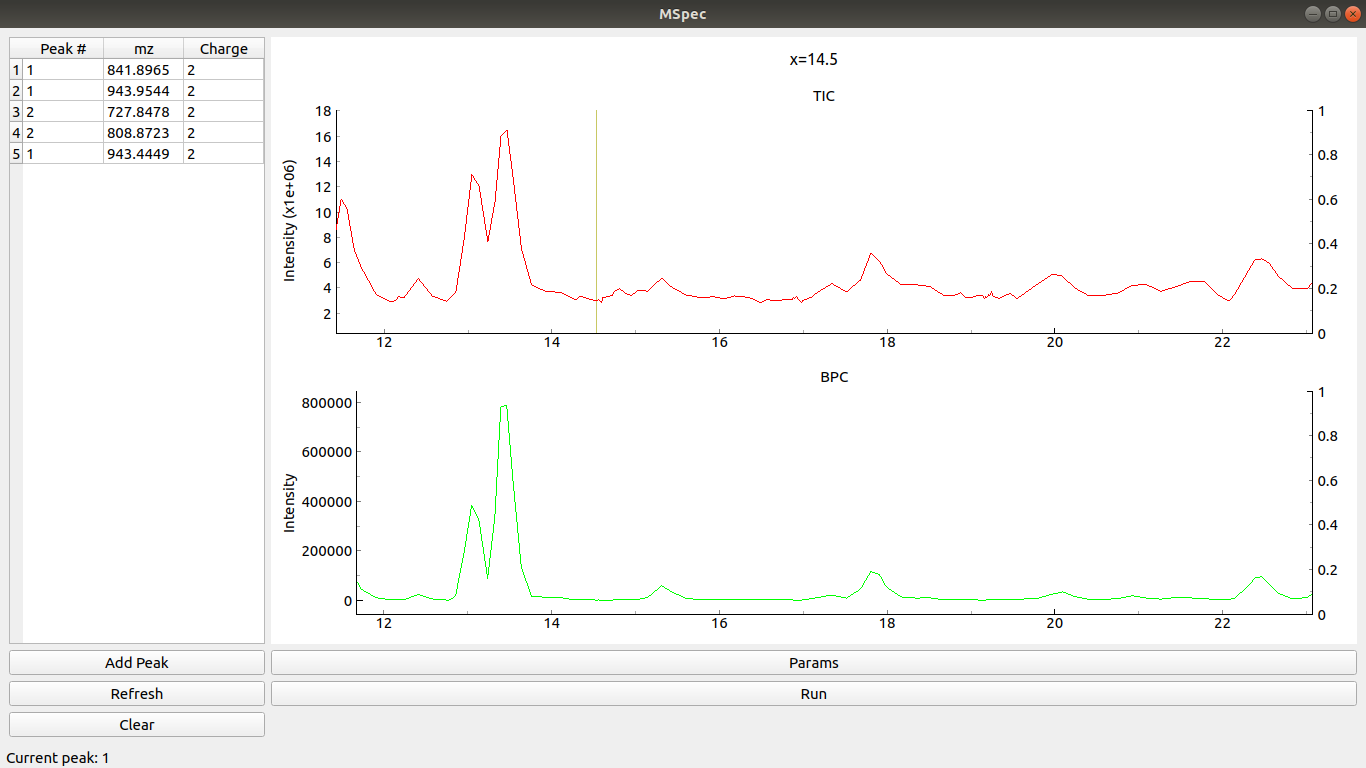 MSpec
Peak # mz Charge
1 1 841.8965 2
2 1 943.9544 2
3 2 727.8478 2
4 2 808.8723 2
5 1 943.4449 2
x=14.5
TIC
Intensity (x1e+06)
18
16
14
12
10
8
6
4
2
1
0.8
0.6
0.4
0.2
0
12 14 16 18 20 22
BPC
Intensity
800000
600000
400000
200000
0
1
0.8
0.6
0.4
0.2
0
12 14 16 18 20 22
Add Peak
Params
Refresh
Run
Clear
Current peak: 1